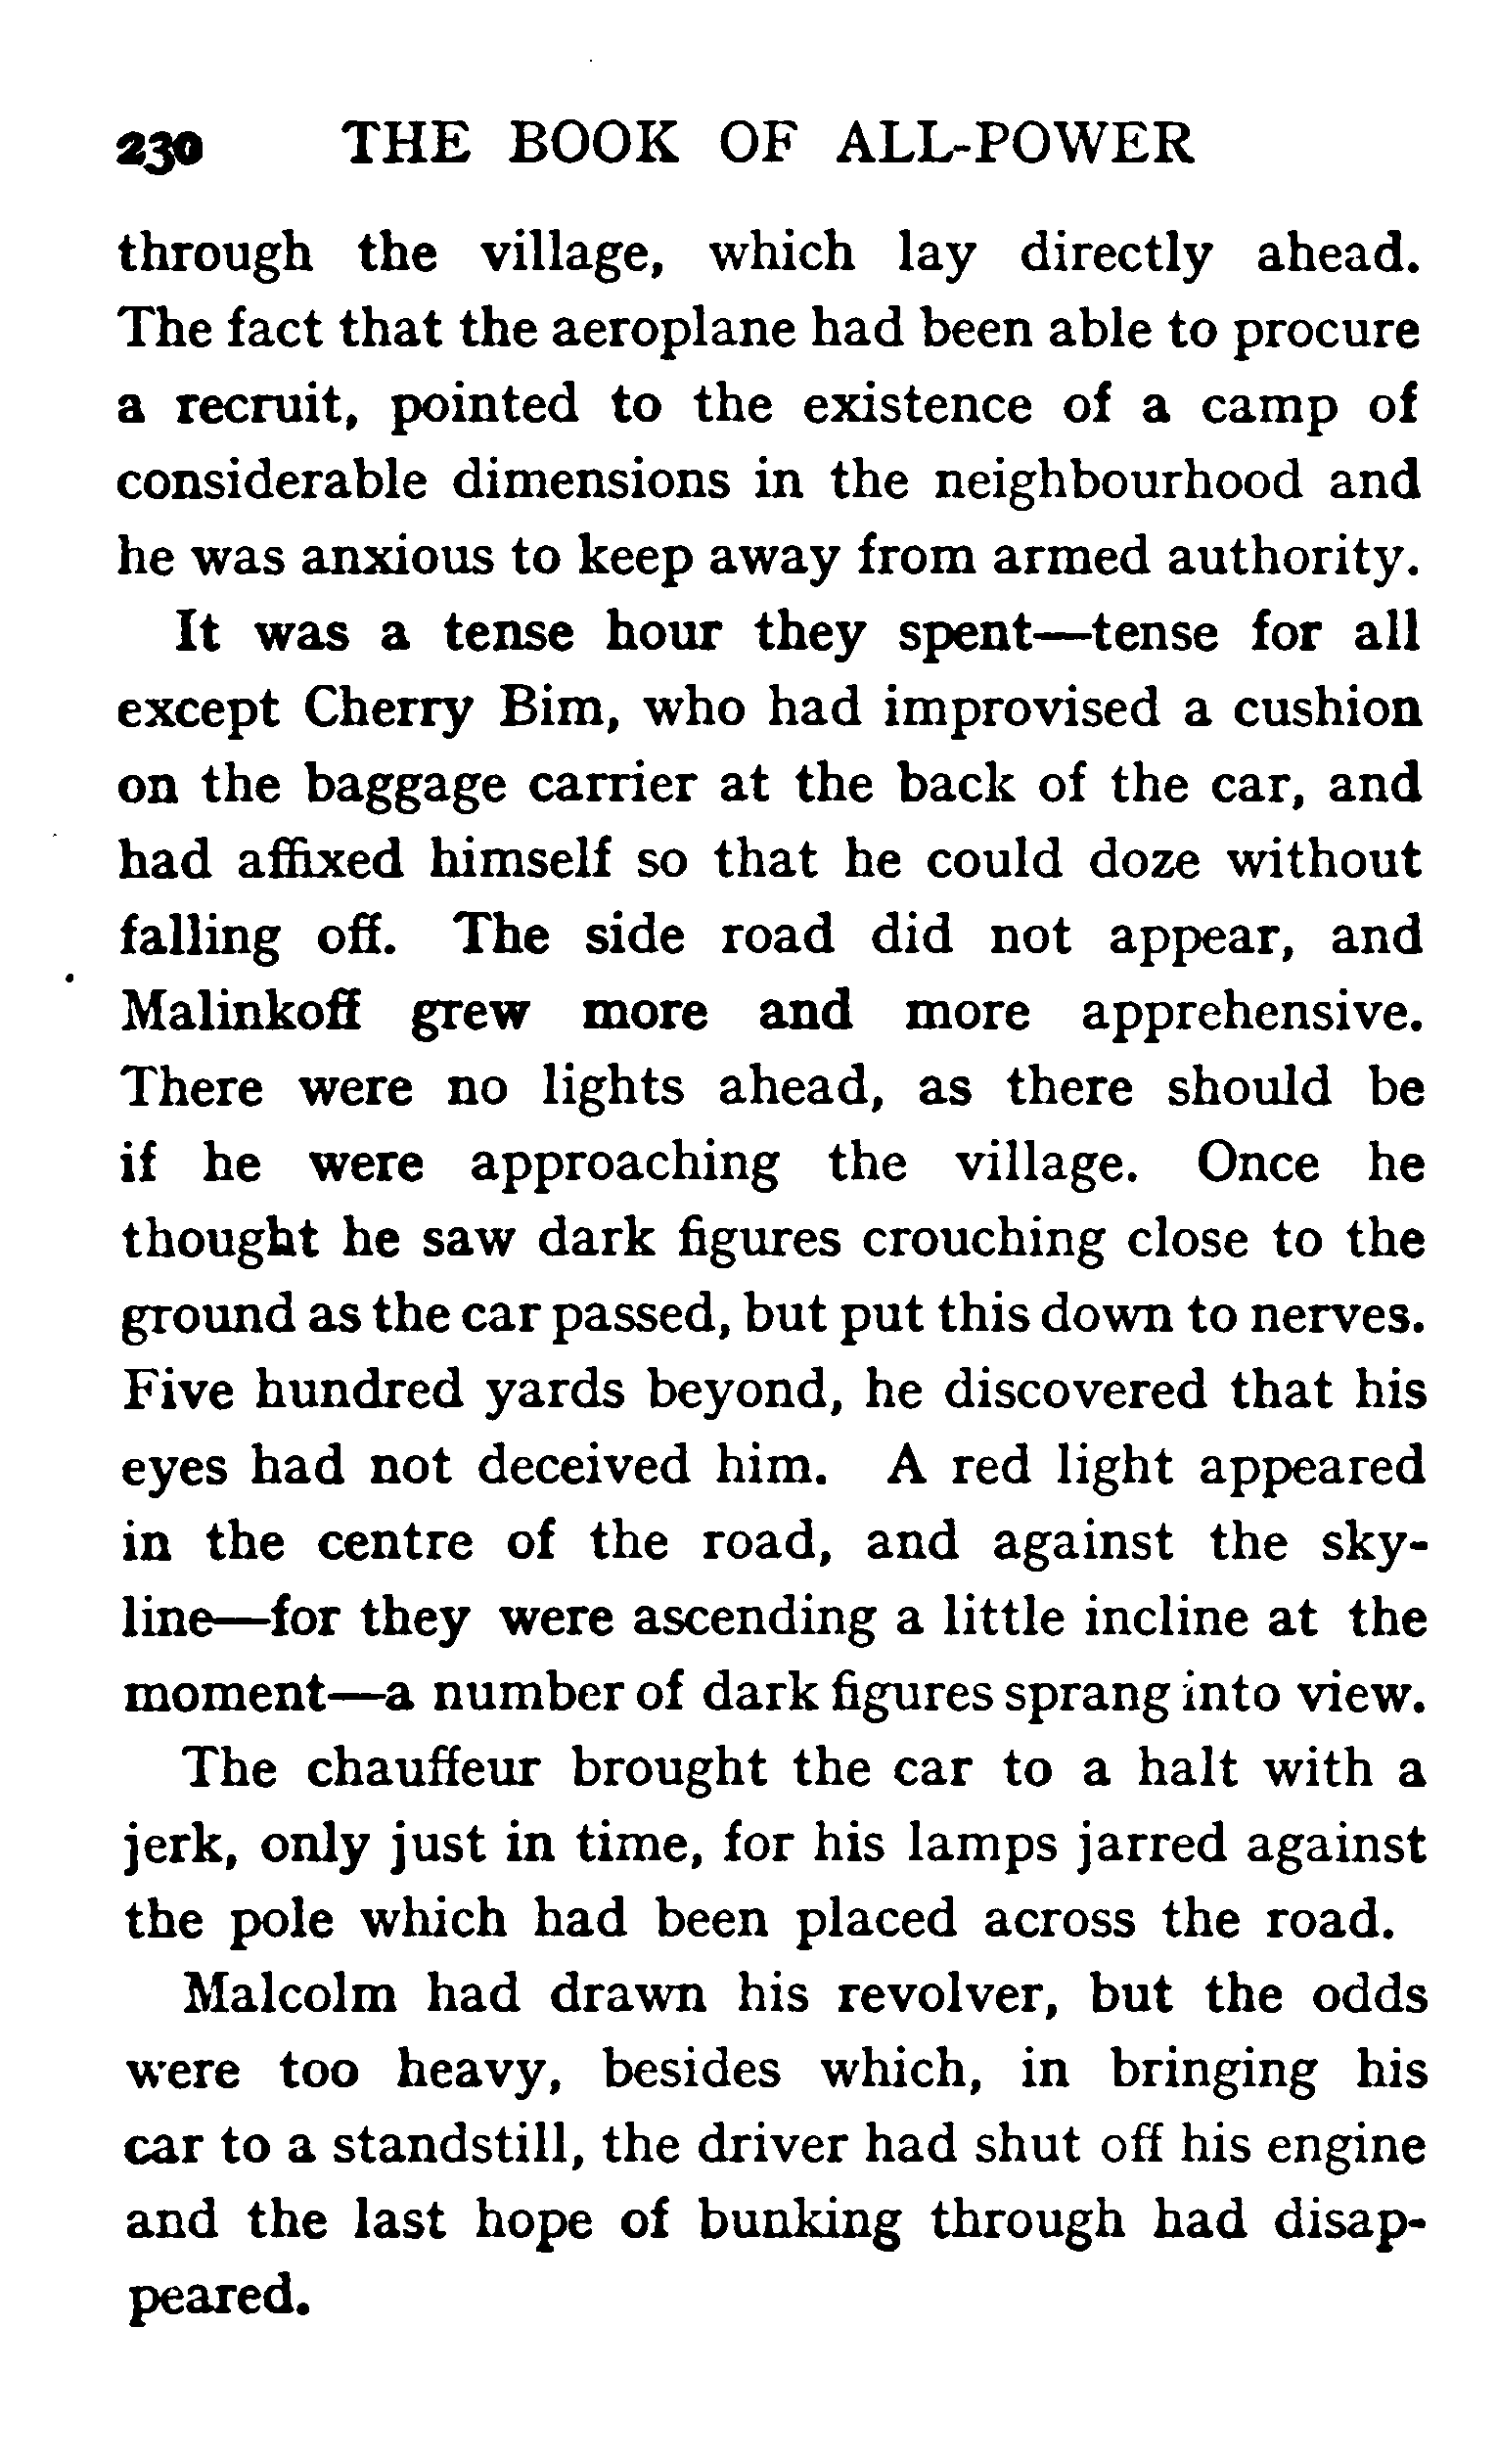 230 THE BOOK OF ALL-POWER
through the village, which lay directly ahead.
The fact that the aeroplane had been able to procure
a recruit, pointed to the existence of a camp of
considerable dimensions in the neighbourhood and
he was anxious to keep away from armed authority.
It was a tense hour they spent—tense for all
except Cherry Bim, who had improvised a cushion
on the baggage carrier at the back of the car, and
had affixed himself so that he could doze without
falling off. The side road did not appear, and
Malinkoff grew more and more apprehensive.
There were no lights ahead, as there should be
if he were approaching the village. Once he
thought he saw dark figures crouching close to the
ground as the car passed, but put this down to nerves.
Five hundred yards beyond, he discovered that his
eyes had not deceived him. A red light appeared
in the centre of the road, and against the sky-
line—for they were ascending a little incline at the
moment—a number of dark figures sprang into view.
The chauffeur brought the car to a halt with a
jerk, only just in time, for his lamps jarred against
the pole which had been placed across the road.
Malcolm had drawn his revolver, but the odds
were too heavy, besides which, in bringing his
car to a standstill, the driver had shut off his engine
and the last hope of bunking through had disap-
peared.